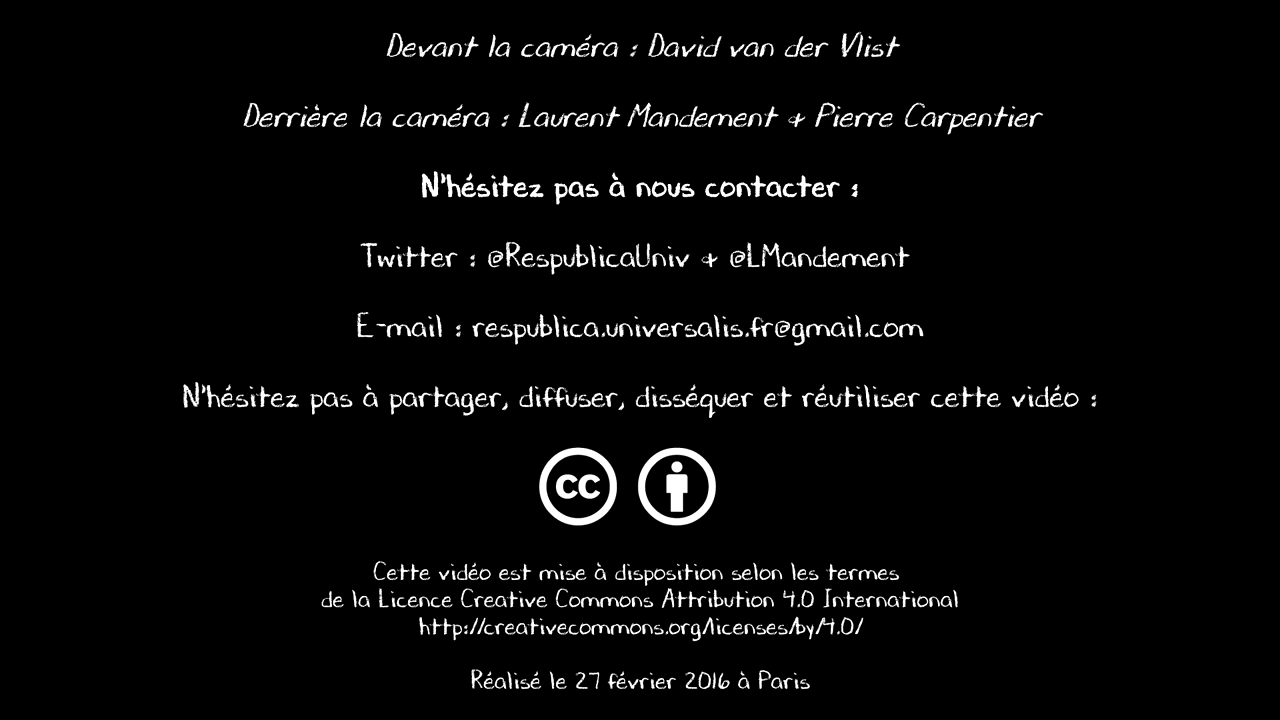 Devant la caméra : David van der Vlist
Derrière la caméra : Laurent Mandement & Pierre Carpentier
N'hésitez pas à nous contacter :
Twitter : @RespublicaUniv & @LMandement
E-mail : respublica.universalis.fr@gmail.com
N'hésitez pas à partager, diffuser, disséquer et réutiliser cette vidéo :
cc
Cette vidéo est mise à disposition selon les termes
de la Licence Creative Commons Attribution 4.0 International
http://creativecommons.org/licenses/by/4.0/
Réalisé le 27 février 2016 à Paris